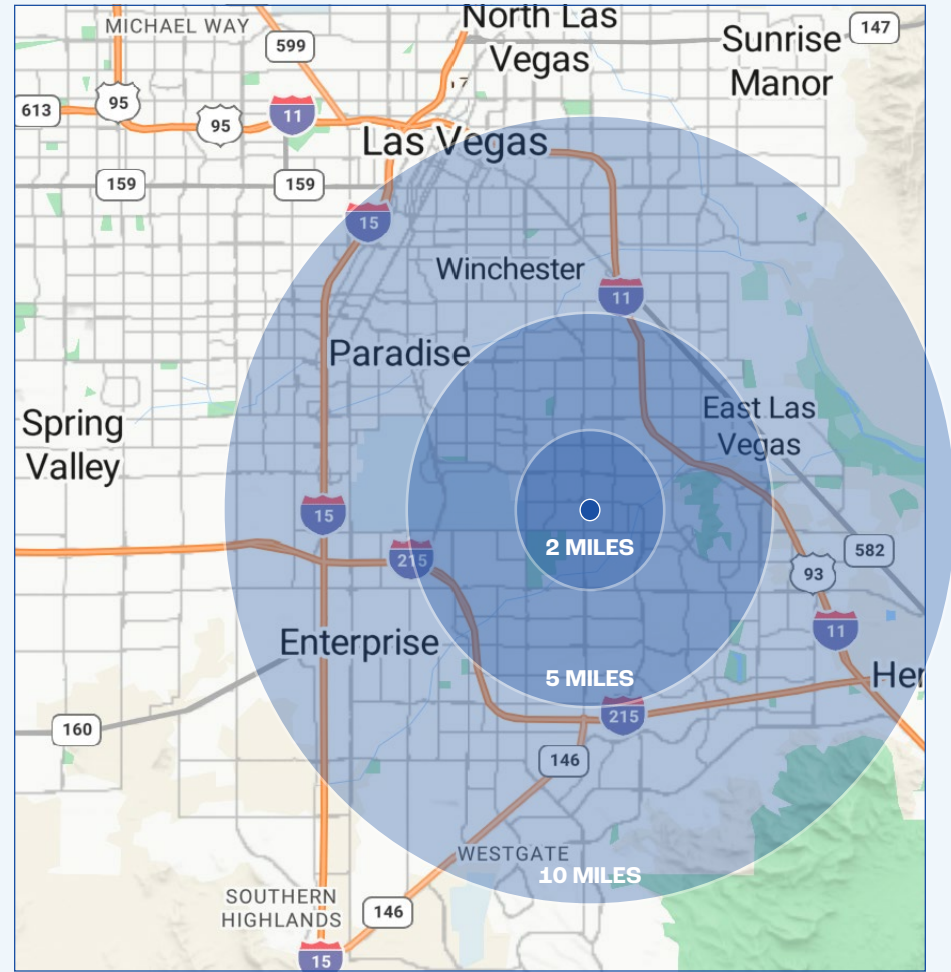 North Las
Vegas
MICHAEL WAY
147
599
Sunrise
Manor
613
95
95
11
Las Vegas
159
159
15
Winchester
11
Paradise
East Las
Vegas
Spring
Valley
15
2 MILES
215
582
93
11
Enterprise
Her
5 MILES
215
160
146
WESTGATE
10 MILES
SOUTHERN
HIGHLANDS
146
15